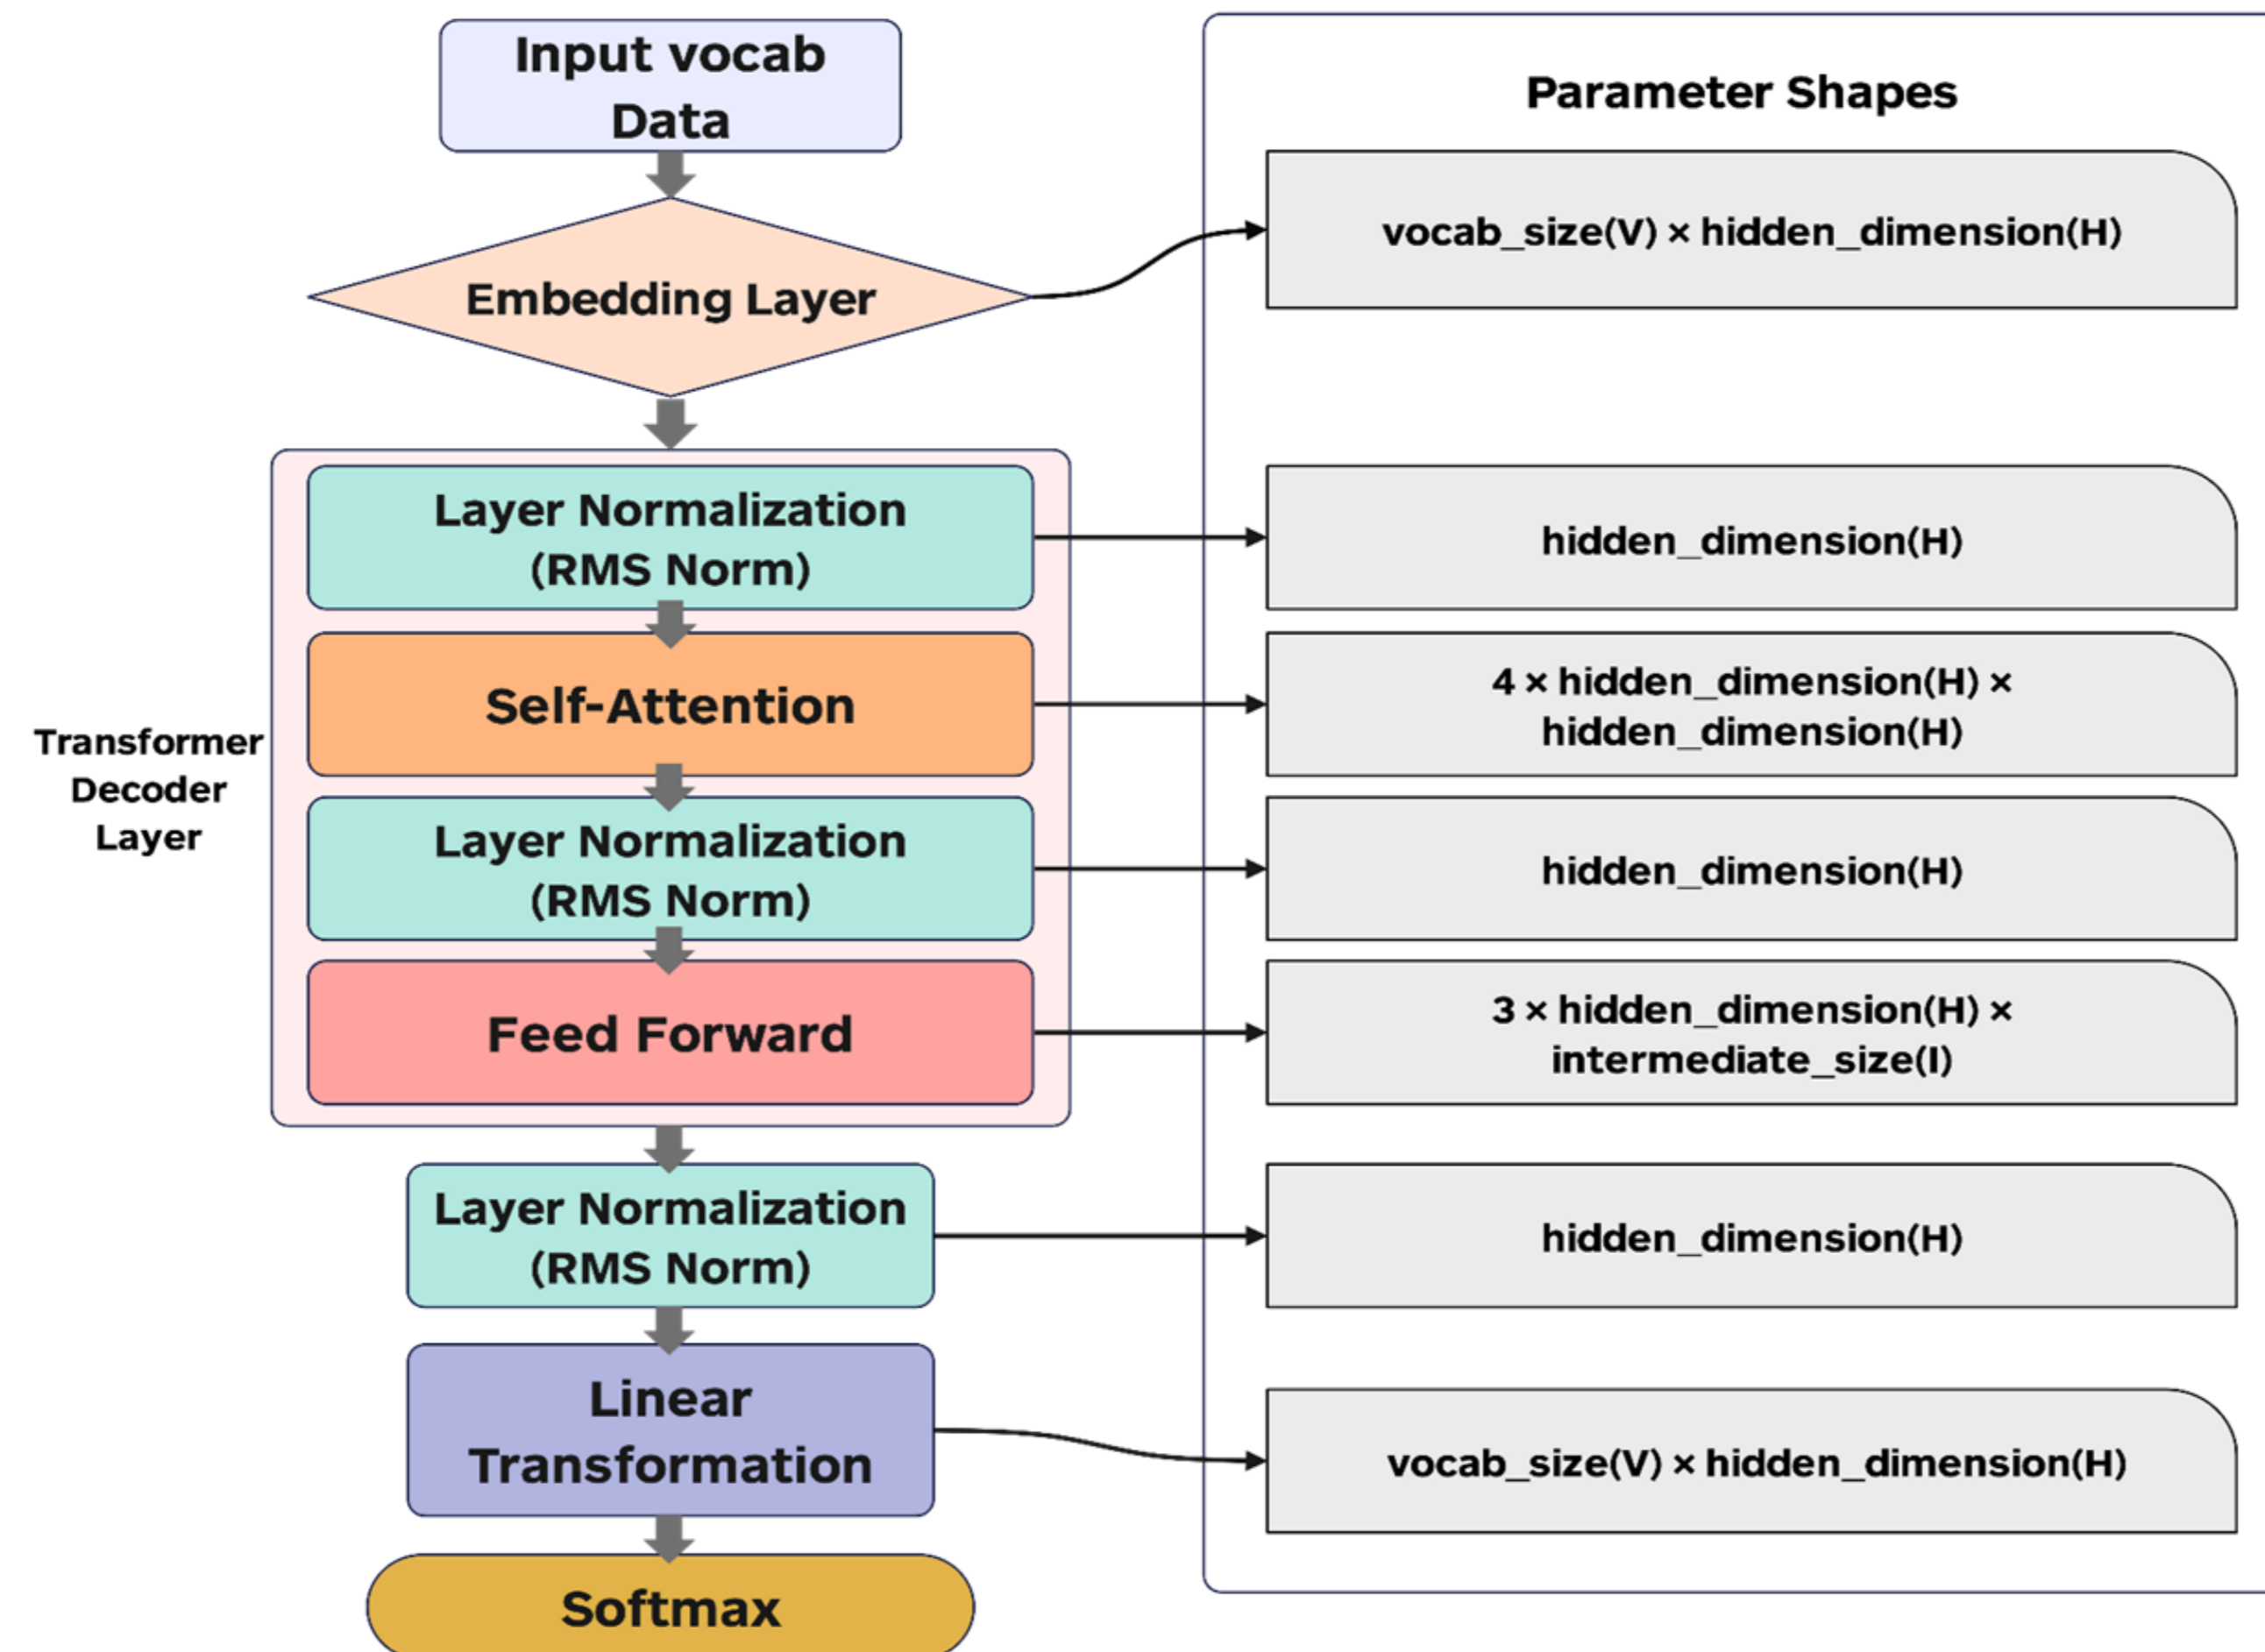 Input vocab
Data
Parameter Shapes
Embedding Layer
vocab_size(V) × hidden_dimension(H)
Transformer
Decoder
Layer
Layer Normalization
(RMS Norm)
hidden_dimension(H)
Self-Attention
4 × hidden_dimension(H) ×
hidden_dimension(H)
Layer Normalization
(RMS Norm)
hidden_dimension(H)
Feed Forward
3 × hidden_dimension(H) ×
intermediate_size(I)
Layer Normalization
(RMS Norm)
hidden_dimension(H)
Linear
Transformation
vocab_size(V) × hidden_dimension(H)
Softmax